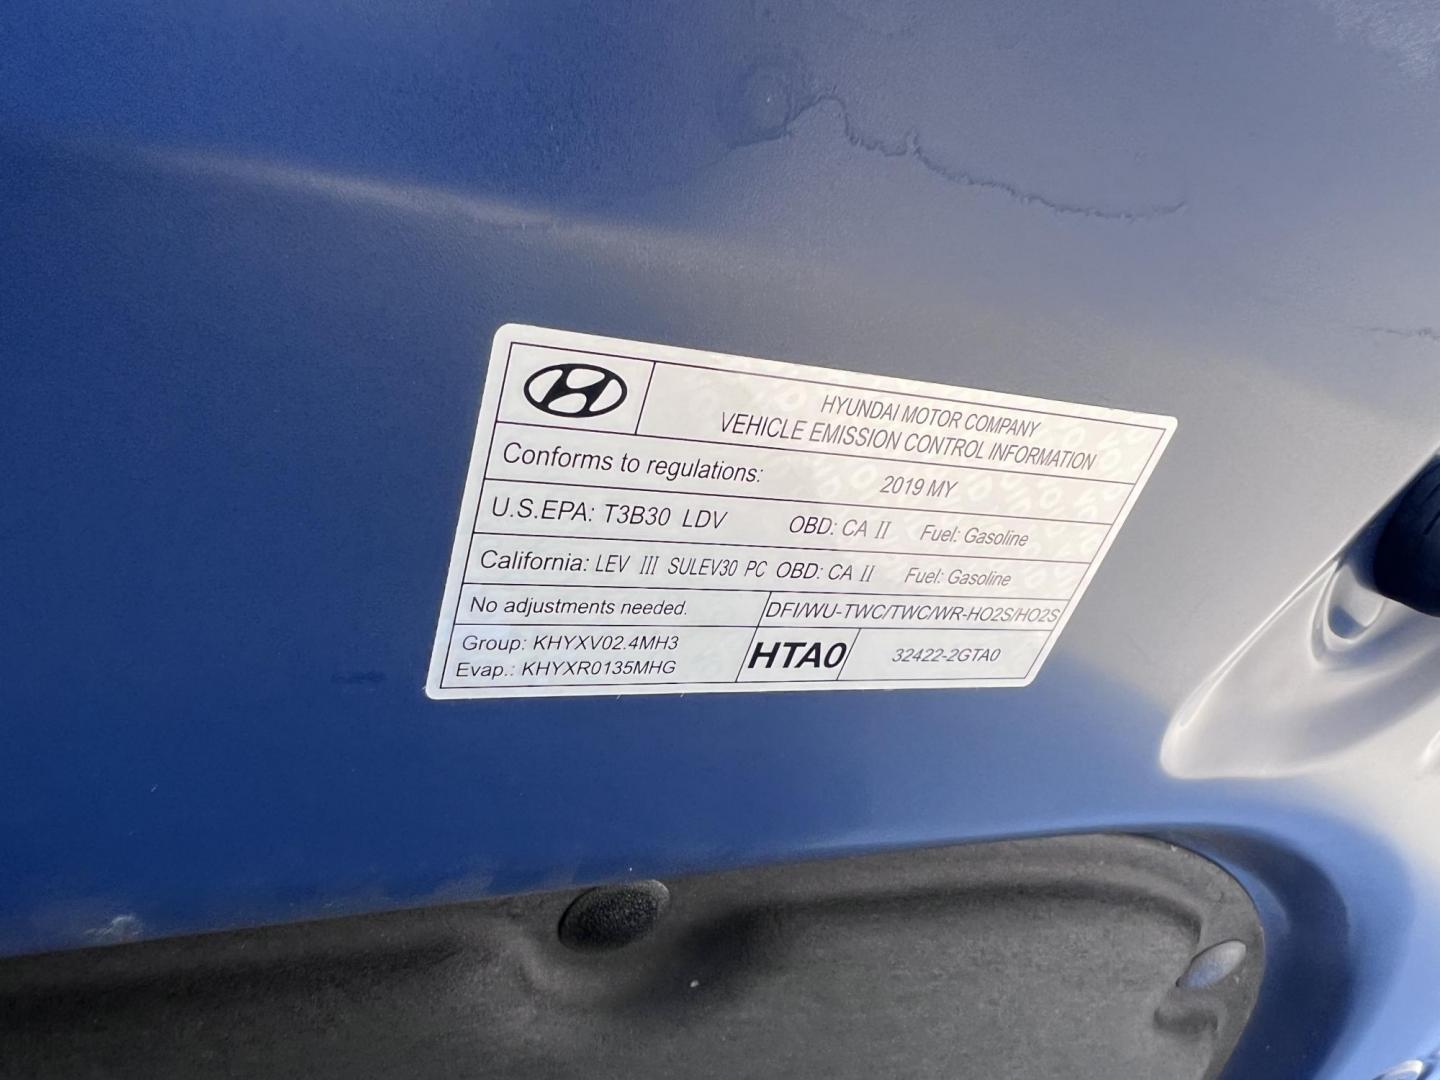 HYUNDAI MOTOR COMPANY
VEHICLE EMISSION CONTROL INFORMATION
Conforms to regulations: 2019 MY
U.S.EPA: T3B30 LDV OBD: CA II Fuel: Gasoline
California: LEV III SULEV30 PC OBD: CA II Fuel: Gasoline
No adjustments needed. DFI/WU-TWC/TWC/WR-HO2S/HO2S
Group: KHYXV02.4MH3
Evap.: KHYXR0135MHG
HTA0 32422-2GTA0